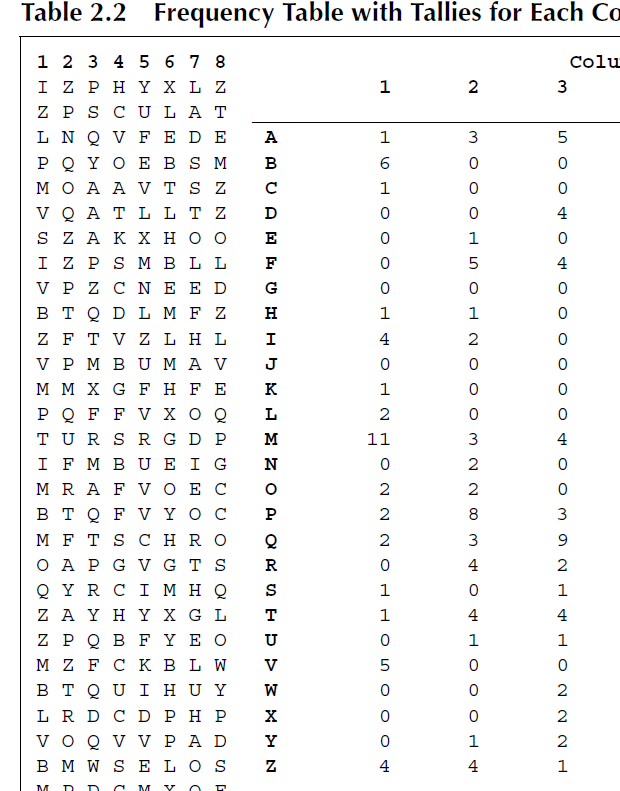 Table 2.2 Frequency Table with Tallies for Each Co
1 2 3 4 5 6 7 8 Colu
I Z P H Y X L Z 1 2 3
Z P S C U L A T
L N Q V F E D E A 1 3 5
P Q Y O E B S M B 6 0 0
M O A A V T S Z C 1 0 0
V Q A T L L T Z D 0 0 4
S Z A K X H O O E 0 1 0
I Z P S M B L L F 0 5 4
V P Z C N E E D G 0 0 0
B T Q D L M F Z H 1 1 0
Z F T V Z L H L I 4 2 0
V P M B U M A V J 0 0 0
M M X G F H F E K 1 0 0
P Q F F V X O Q L 2 0 0
T U R S R G D P M 11 3 4
I F M B U E I G N 0 2 0
M R A F V O E C O 2 2 0
B T Q F V Y O C P 2 8 3
M F T S C H R O Q 2 3 9
O A P G V G T S R 0 4 2
Q Y R C I M H Q S 1 0 1
Z A Y H Y X G L T 1 4 4
Z P Q B F Y E O U 0 1 1
M Z F C K B L W V 5 0 0
B T Q U I H U Y W 0 0 2
L R D C D P H P X 0 0 2
V O Q V V P A D Y 0 1 2
B M W S E L O S Z 4 4 1